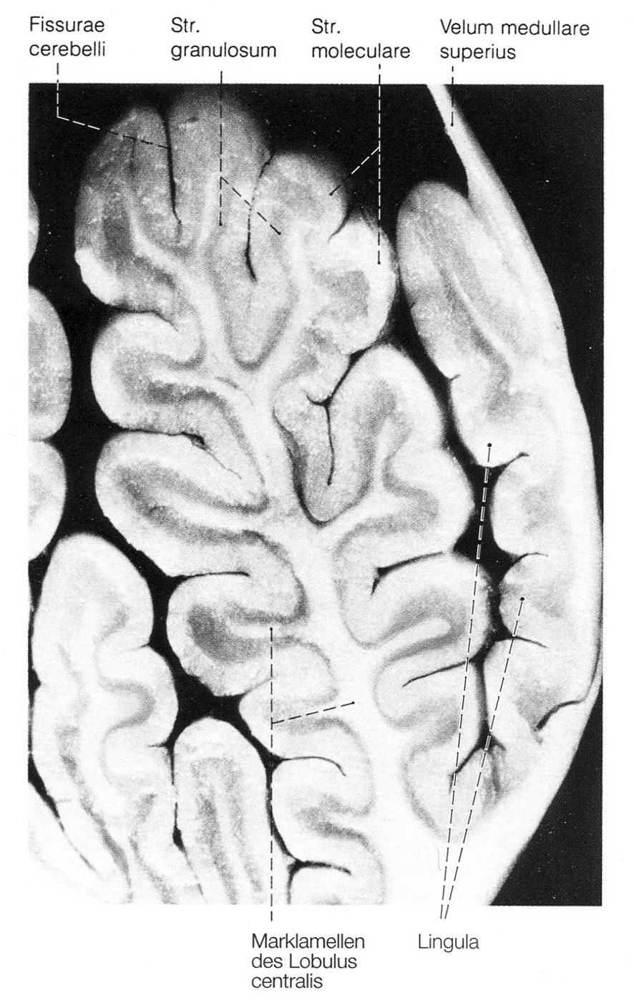 Fissurae
cerebelli
Str.
granulosum
Str.
moleculare
Velum medullare
superius
Marklamellen
des Lobulus
centralis
Lingula